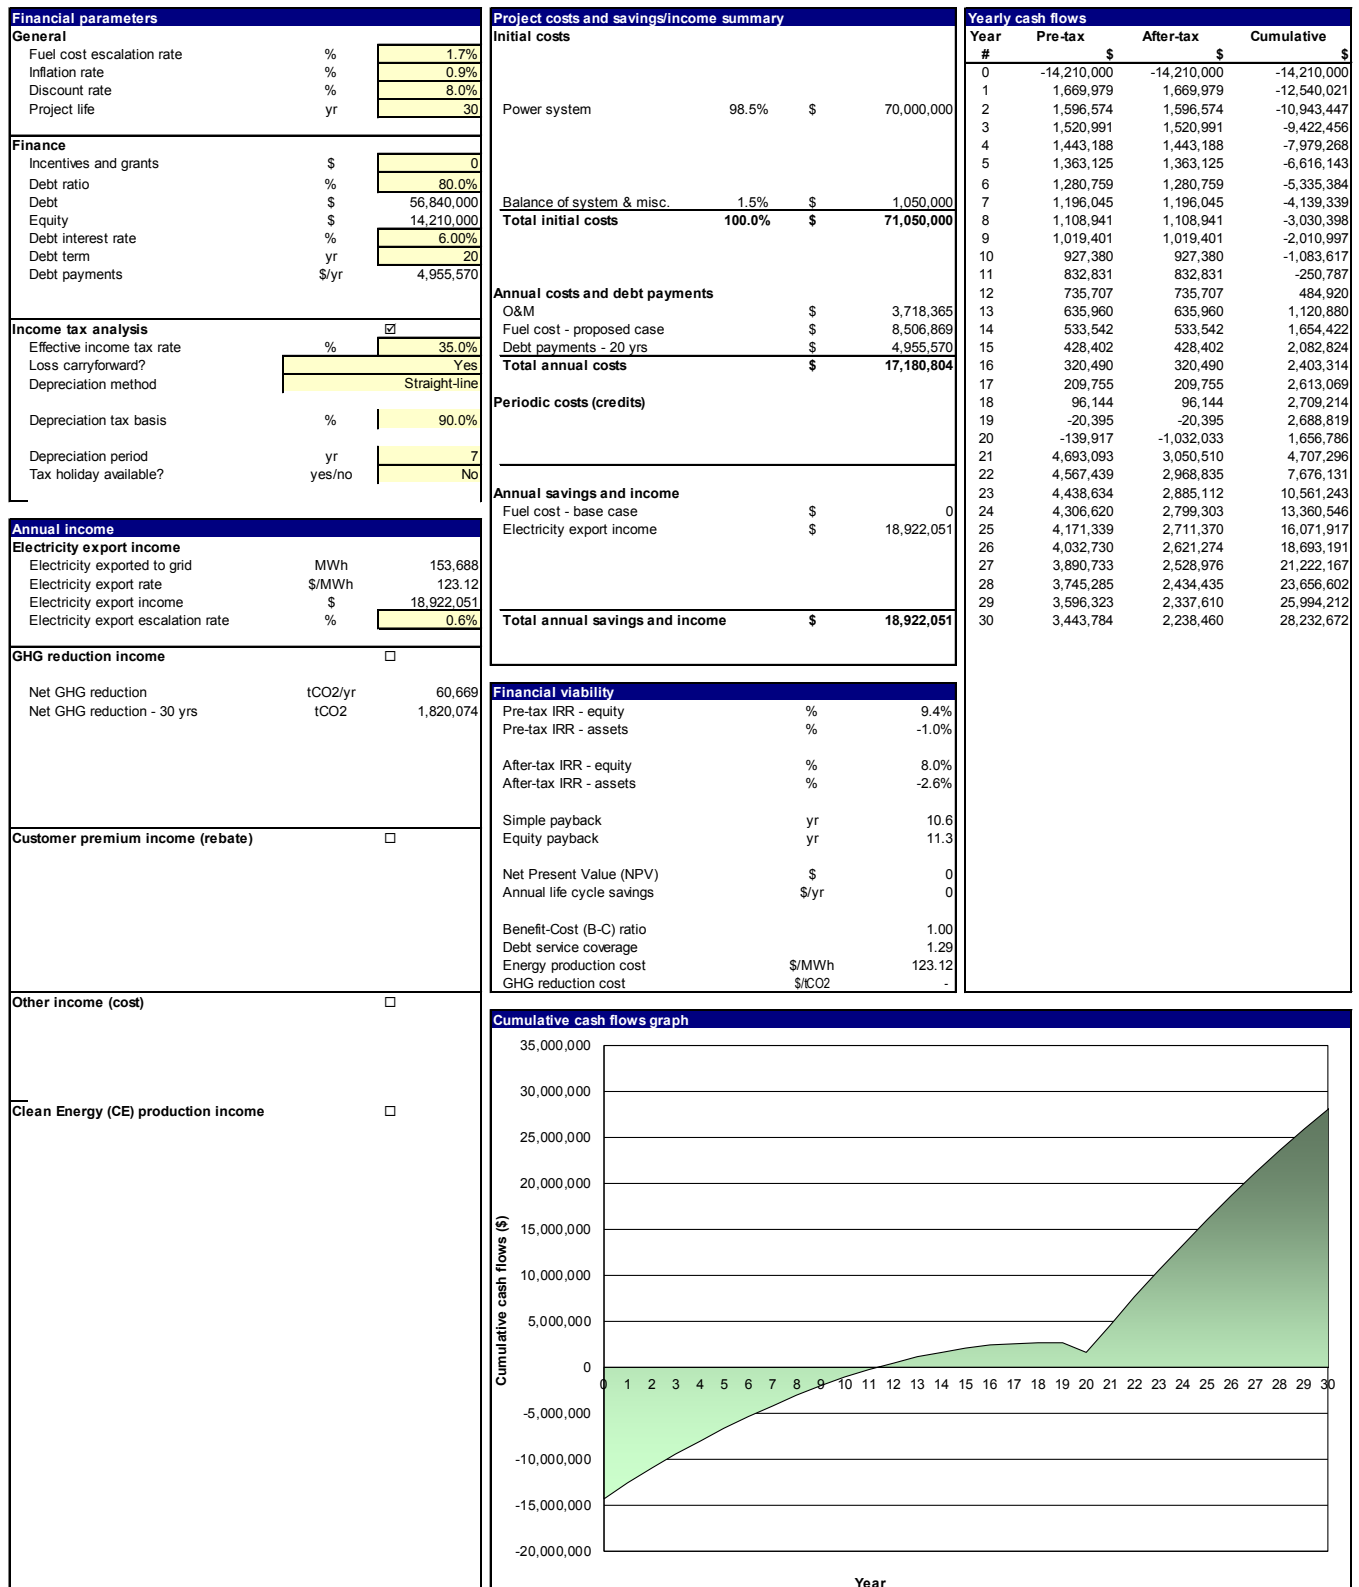 Financial parameters
General
Fuel cost escalation rate % 1.7%
Inflation rate % 0.9%
Discount rate % 8.0%
Project life yr 30
Finance
Incentives and grants $ 0
Debt ratio % 80.0%
Debt $ 56,840,000
Equity $ 14,210,000
Debt interest rate % 6.00%
Debt term yr 20
Debt payments $/yr 4,955,570
Income tax analysis ☑
Effective income tax rate % 35.0%
Loss carryforward? Yes
Depreciation method Straight-line
Depreciation tax basis % 90.0%
Depreciation period yr 7
Tax holiday available? yes/no No
Annual income
Electricity export income
Electricity exported to grid MWh 153,688
Electricity export rate $/MWh 123.12
Electricity export income $ 18,922,051
Electricity export escalation rate % 0.6%
GHG reduction income ☐
Net GHG reduction tCO2/yr 60,669
Net GHG reduction - 30 yrs tCO2 1,820,074
Customer premium income (rebate) ☐
Other income (cost) ☐
Clean Energy (CE) production income ☐
Project costs and savings/income summary
Initial costs
Power system 98.5% $ 70,000,000
Balance of system & misc. 1.5% $ 1,050,000
Total initial costs 100.0% $ 71,050,000
Annual costs and debt payments
O&M $ 3,718,365
Fuel cost - proposed case $ 8,506,869
Debt payments - 20 yrs $ 4,955,570
Total annual costs $ 17,180,804
Periodic costs (credits)
Annual savings and income
Fuel cost - base case $ 0
Electricity export income $ 18,922,051
Total annual savings and income $ 18,922,051
Financial viability
Pre-tax IRR - equity % 9.4%
Pre-tax IRR - assets % -1.0%
After-tax IRR - equity % 8.0%
After-tax IRR - assets % -2.6%
Simple payback yr 10.6
Equity payback yr 11.3
Net Present Value (NPV) $ 0
Annual life cycle savings $/yr 0
Benefit-Cost (B-C) ratio 1.00
Debt service coverage 1.29
Energy production cost $/MWh 123.12
GHG reduction cost $/tCO2 -
Yearly cash flows
Year Pre-tax After-tax Cumulative
# $ $ $
0 -14,210,000 -14,210,000 -14,210,000
1 1,669,979 1,669,979 -12,540,021
2 1,596,574 1,596,574 -10,943,447
3 1,520,991 1,520,991 -9,422,456
4 1,443,188 1,443,188 -7,979,268
5 1,363,125 1,363,125 -6,616,143
6 1,280,759 1,280,759 -5,335,384
7 1,196,045 1,196,045 -4,139,339
8 1,108,941 1,108,941 -3,030,398
9 1,019,401 1,019,401 -2,010,997
10 927,380 927,380 -1,083,617
11 832,831 832,831 -250,787
12 735,707 735,707 484,920
13 635,960 635,960 1,120,880
14 533,542 533,542 1,654,422
15 428,402 428,402 2,082,824
16 320,490 320,490 2,403,314
17 209,755 209,755 2,613,069
18 96,144 96,144 2,709,214
19 -20,395 -20,395 2,688,819
20 -139,917 -1,032,033 1,656,786
21 4,693,093 3,050,510 4,707,296
22 4,567,439 2,968,835 7,676,131
23 4,438,634 2,885,112 10,561,243
24 4,306,620 2,799,303 13,360,546
25 4,171,339 2,711,370 16,071,917
26 4,032,730 2,621,274 18,693,191
27 3,890,733 2,528,976 21,222,167
28 3,745,285 2,434,435 23,656,602
29 3,596,323 2,337,610 25,994,212
30 3,443,784 2,238,460 28,232,672
Cumulative cash flows graph
35,000,000
30,000,000
25,000,000
20,000,000
15,000,000
10,000,000
5,000,000
0
-5,000,000
-10,000,000
-15,000,000
-20,000,000
Cumulative cash flows ($)
0 1 2 3 4 5 6 7 8 9 10 11 12 13 14 15 16 17 18 19 20 21 22 23 24 25 26 27 28 29 30
Year